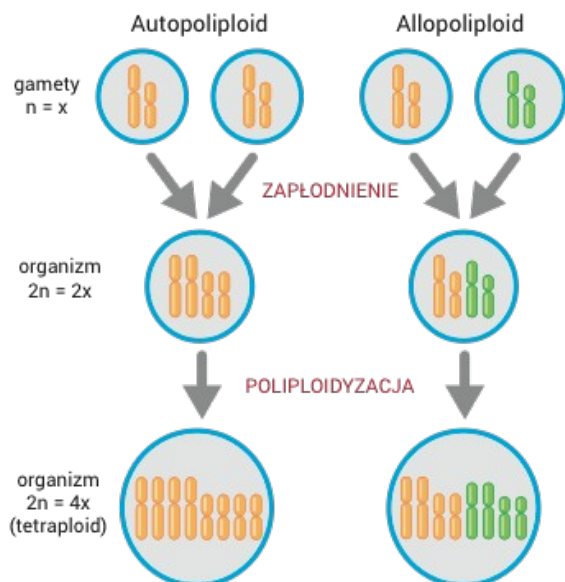 Autopoliploid
Allopoliploid
gamety
n = x
ZAPŁODNIENIE
organizm
2n = 2x
POLIPLOIDYZACJA
organizm
2n = 4x
(tetraploid)